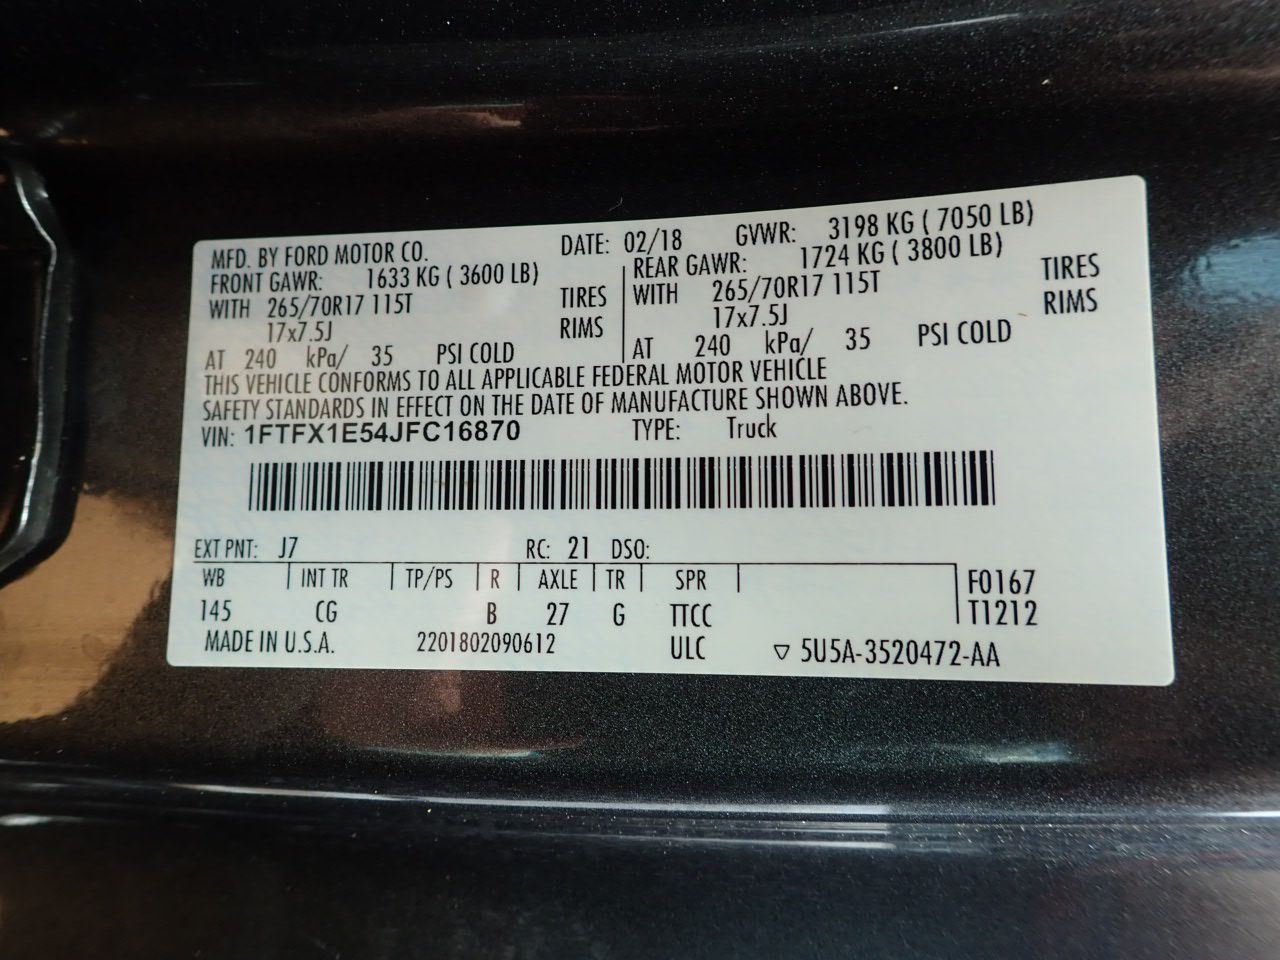 MFD. BY FORD MOTOR CO. DATE: 02/18 GVWR: 3198 KG ( 7050 LB)
FRONT GAWR: 1633 KG ( 3600 LB) REAR GAWR: 1724 KG ( 3800 LB)
WITH 265/70R17 115T TIRES WITH 265/70R17 115T TIRES
17x7.5J RIMS 17x7.5J RIMS
AT 240 kPa/ 35 PSI COLD AT 240 kPa/ 35 PSI COLD
THIS VEHICLE CONFORMS TO ALL APPLICABLE FEDERAL MOTOR VEHICLE
SAFETY STANDARDS IN EFFECT ON THE DATE OF MANUFACTURE SHOWN ABOVE.
VIN: 1FTFX1E54JFC16870 TYPE: Truck
EXT PNT: J7 RC: 21 DSO:
WB INT TR TP/PS R AXLE TR SPR F0167
145 CG B 27 G TTCC T1212
MADE IN U.S.A. 2201802090612 ULC ▽ 5U5A-3520472-AA